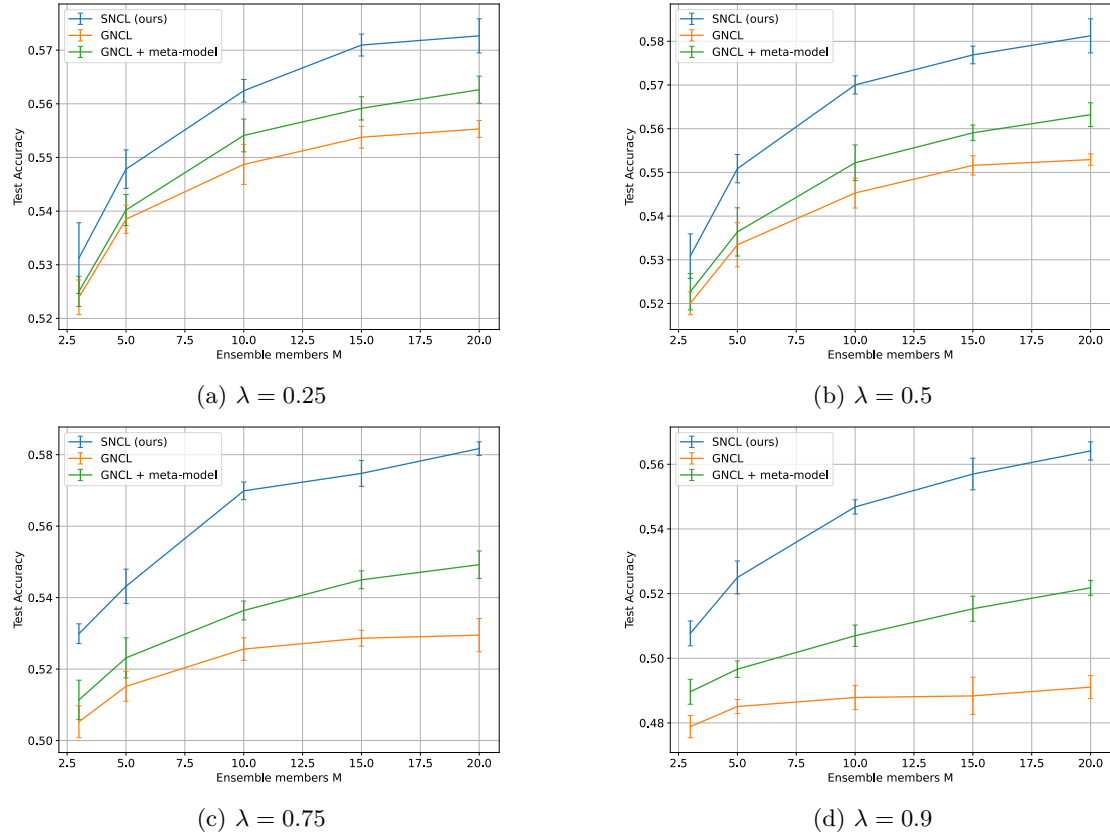 SNCL (ours)
GNCL
GNCL + meta-model
0.57
0.56
0.55
0.54
0.53
0.52
Test Accuracy
2.5 5.0 7.5 10.0 12.5 15.0 17.5 20.0
Ensemble members M
(a) λ = 0.25
SNCL (ours)
GNCL
GNCL + meta-model
0.58
0.57
0.56
0.55
0.54
0.53
0.52
Test Accuracy
2.5 5.0 7.5 10.0 12.5 15.0 17.5 20.0
Ensemble members M
(b) λ = 0.5
SNCL (ours)
GNCL
GNCL + meta-model
0.58
0.56
0.54
0.52
0.50
Test Accuracy
2.5 5.0 7.5 10.0 12.5 15.0 17.5 20.0
Ensemble members M
(c) λ = 0.75
SNCL (ours)
GNCL
GNCL + meta-model
0.56
0.54
0.52
0.50
0.48
Test Accuracy
2.5 5.0 7.5 10.0 12.5 15.0 17.5 20.0
Ensemble members M
(d) λ = 0.9